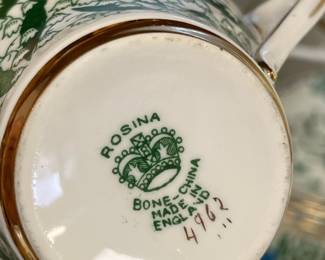 ROSINA
BONE-CHINA
MADE IN
ENGLAND
4962